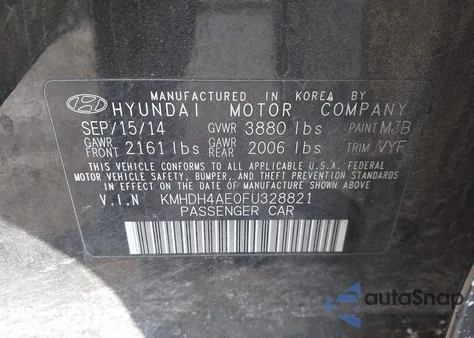 MANUFACTURED IN KOREA BY
HYUNDAI MOTOR COMPANY
SEP/15/14 GVWR 3880 lbs PAINT MJB
GAWR FRONT 2161 lbs GAWR REAR 2006 lbs TRIM VYF
THIS VEHICLE CONFORMS TO ALL APPLICABLE U.S.A. FEDERAL
MOTOR VEHICLE SAFETY, BUMPER, AND THEFT PREVENTION
STANDARDS IN EFFECT ON THE DATE OF MANUFACTURE SHOWN ABOVE.
V.I.N KMHDH4AE0FU328821
PASSENGER CAR
autoSnap